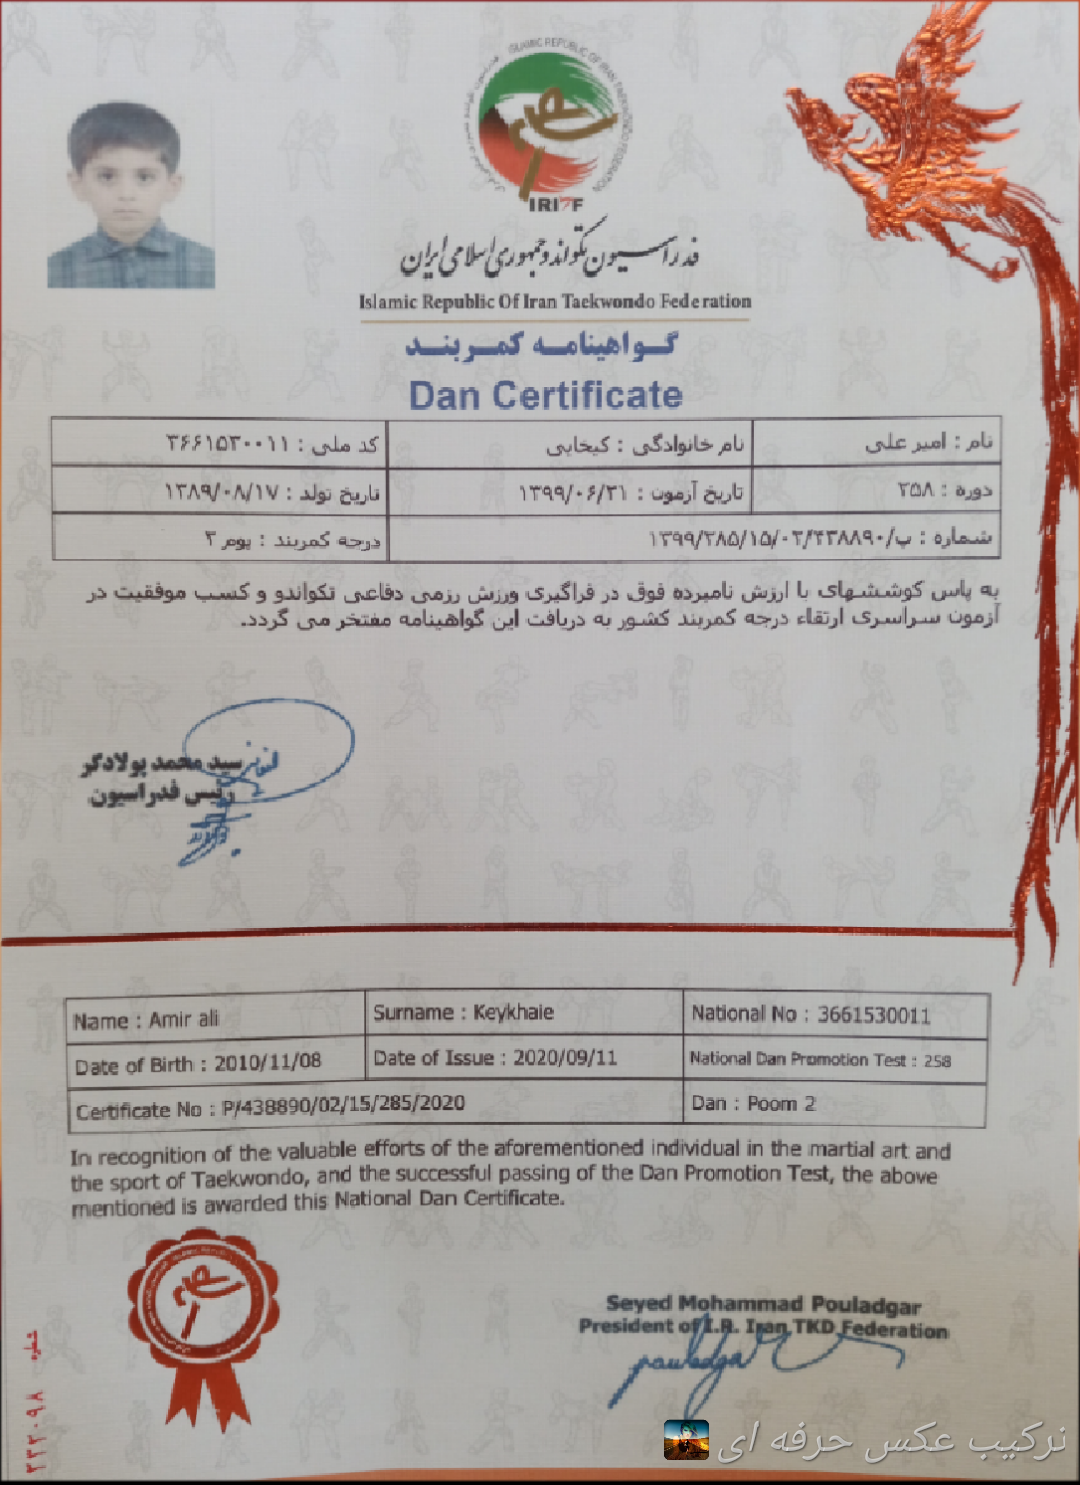 ISLAMIC REPUBLIC OF IRAN TAEKWONDO FEDERATION
IRITF
فدراسیون تکواندو جمهوری اسلامی ایران
Islamic Republic Of Iran Taekwondo Federation
گواهینامه کمربند
Dan Certificate
نام : امیر علی نام خانوادگی : کیخایی کد ملی : ۳۶۶۱۵۳۰۰۱۱
دوره : ۲۵۸ تاریخ آزمون : ۱۳۹۹/۰۶/۲۱ تاریخ تولد : ۱۳۸۹/۰۸/۱۷
شماره : پ/۱۳۹۹/۲۸۵/۱۵/۰۲/۴۳۸۸۹۰ درجه کمربند : پوم ۲
به پاس کوششهای با ارزش نامبرده فوق در فراگیری ورزش رزمی دفاعی تکواندو و کسب موفقیت در
آزمون سراسری ارتقاء درجه کمربند کشور به دریافت این گواهینامه مفتخر می گردد.
سید محمد پولادگر
رئیس فدراسیون
Name : Amir ali Surname : Keykhaie National No : 3661530011
Date of Birth : 2010/11/08 Date of Issue : 2020/09/11 National Dan Promotion Test : 258
Certificate No : P/438890/02/15/285/2020 Dan : Poom 2
In recognition of the valuable efforts of the aforementioned individual in the martial art and
the sport of Taekwondo, and the successful passing of the Dan Promotion Test, the above
mentioned is awarded this National Dan Certificate.
Seyed Mohammad Pouladgar
President of I.R. Iran TKD Federation
pouladgar
ترکیب عکس حرفه ای